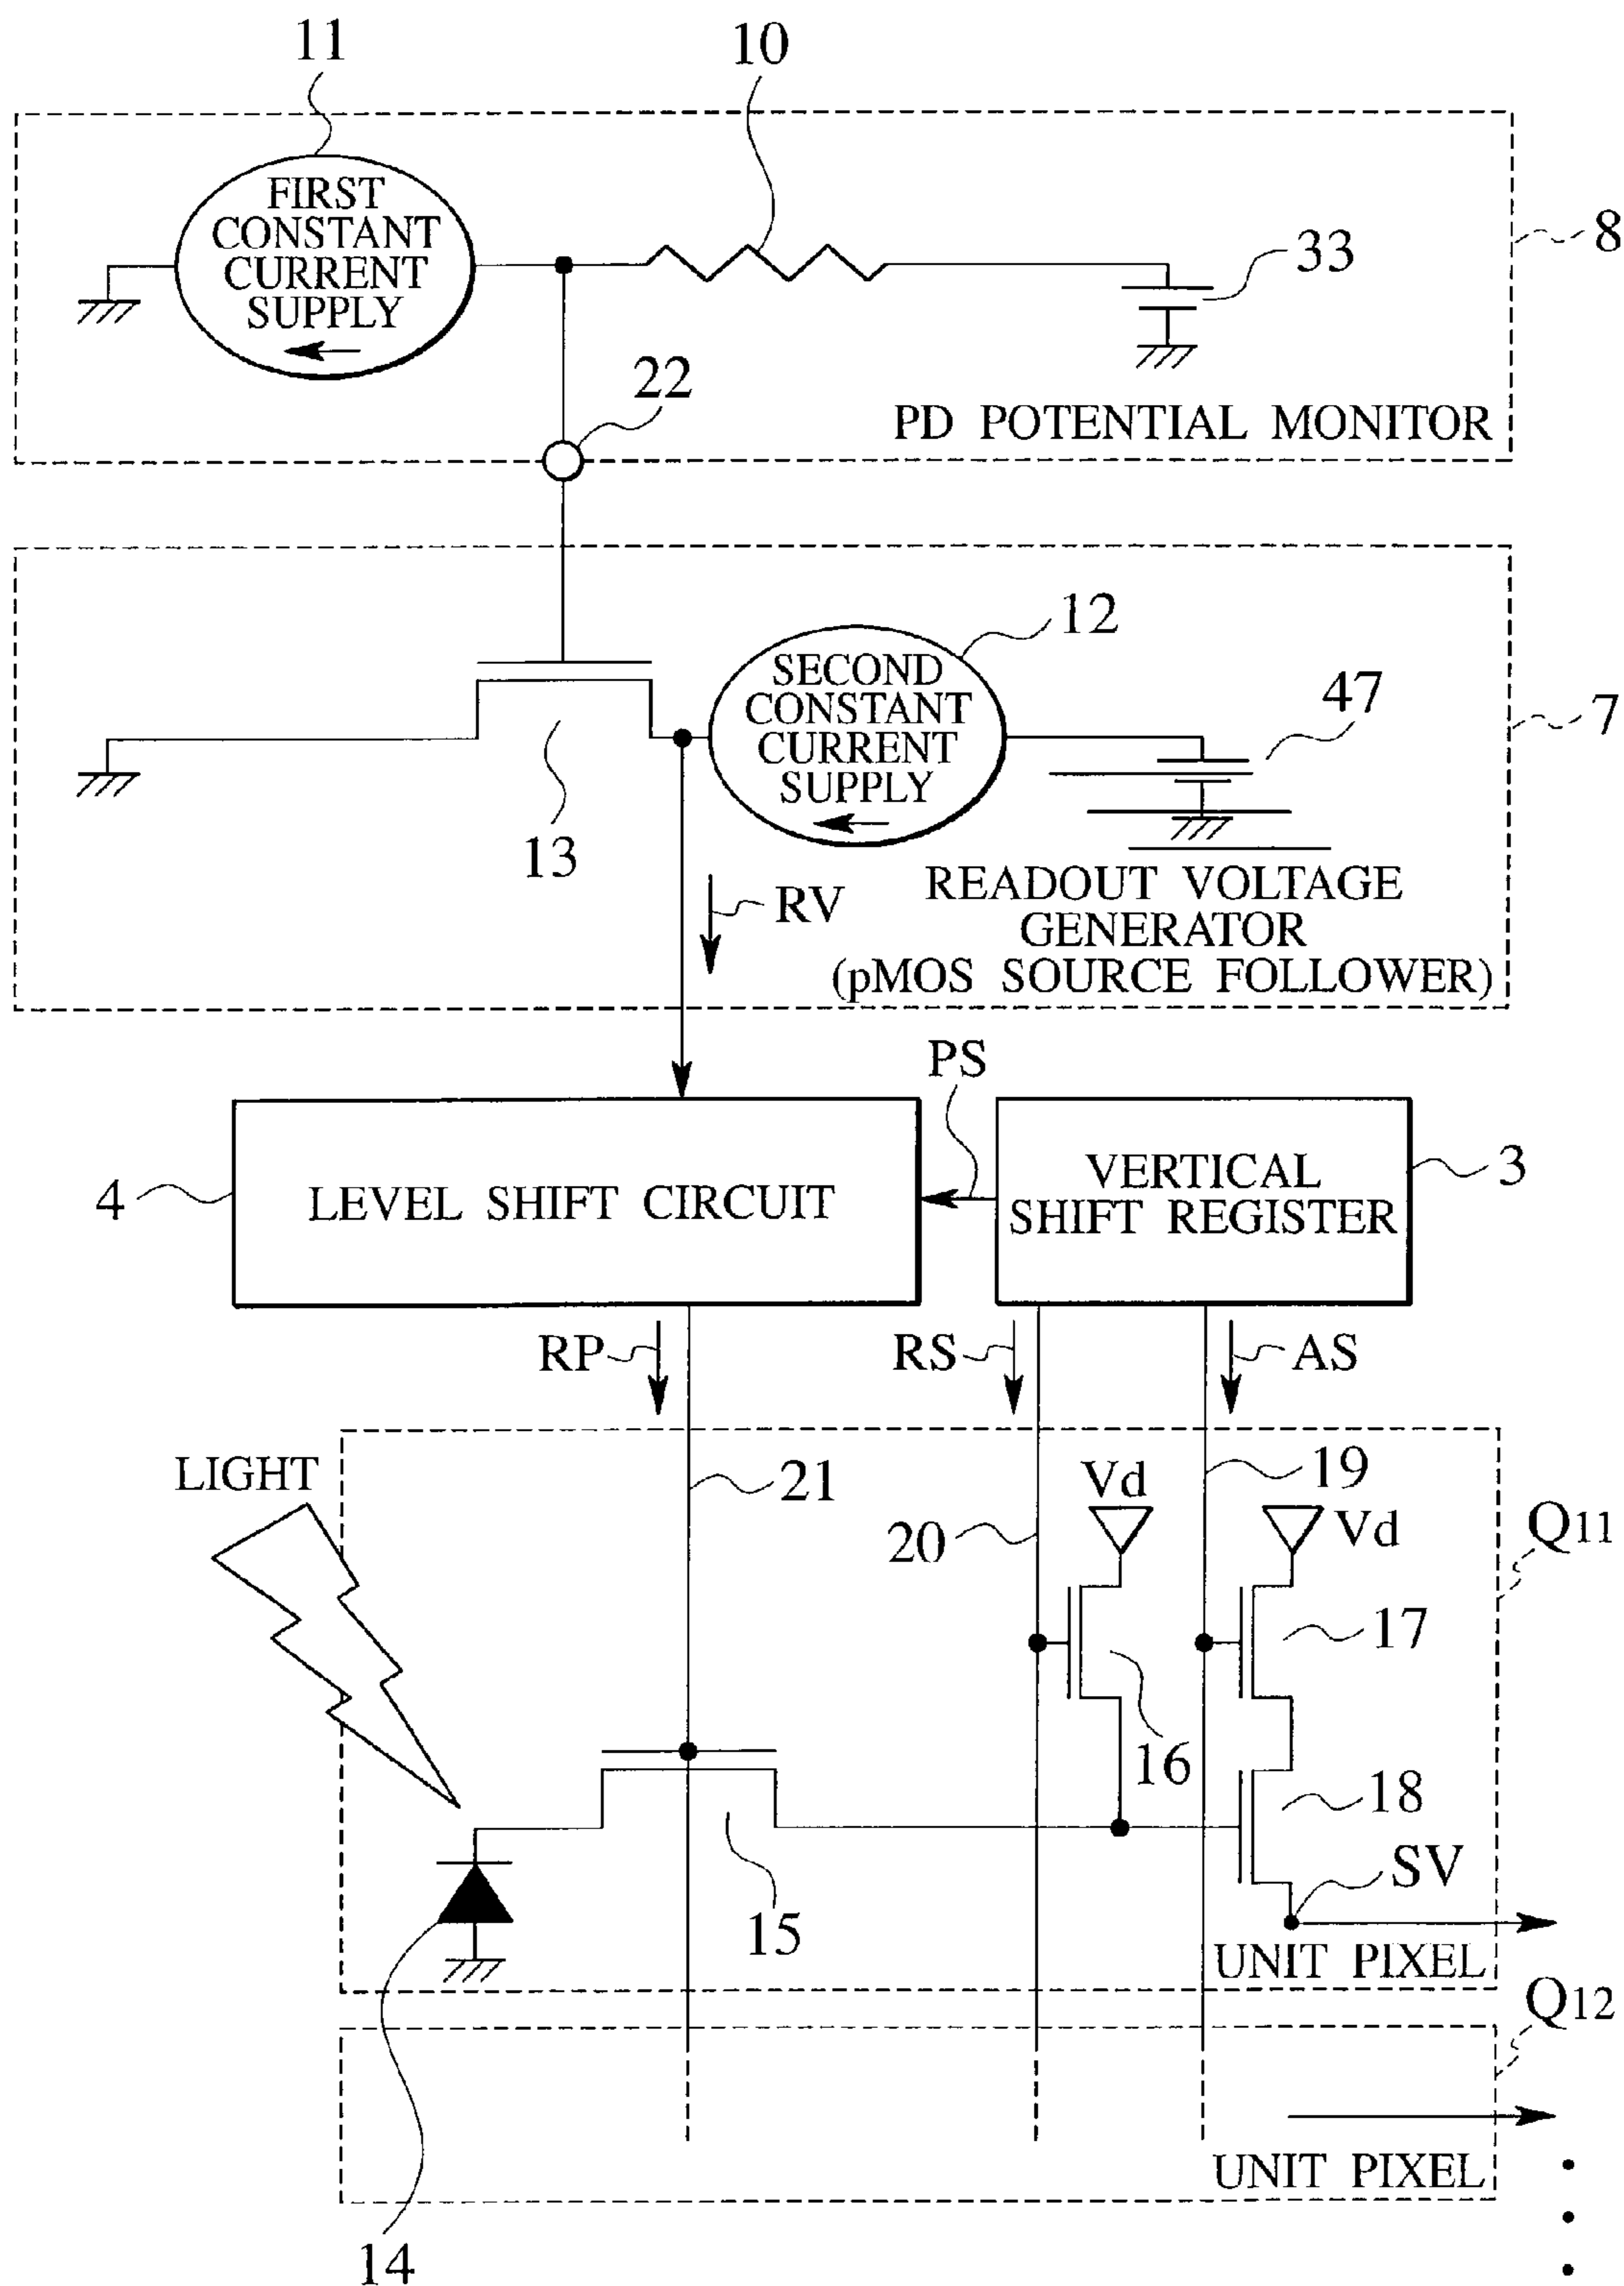 11
10
FIRST
CONSTANT
CURRENT
SUPPLY
33
8
22
PD POTENTIAL MONITOR
12
SECOND
CONSTANT
CURRENT
SUPPLY
47
7
13
RV
READOUT VOLTAGE
GENERATOR
(pMOS SOURCE FOLLOWER)
PS
4
LEVEL SHIFT CIRCUIT
VERTICAL
SHIFT REGISTER
3
RP
RS
AS
LIGHT
21
20
Vd
19
Vd
Q11
17
16
18
15
SV
UNIT PIXEL
Q12
UNIT PIXEL
14